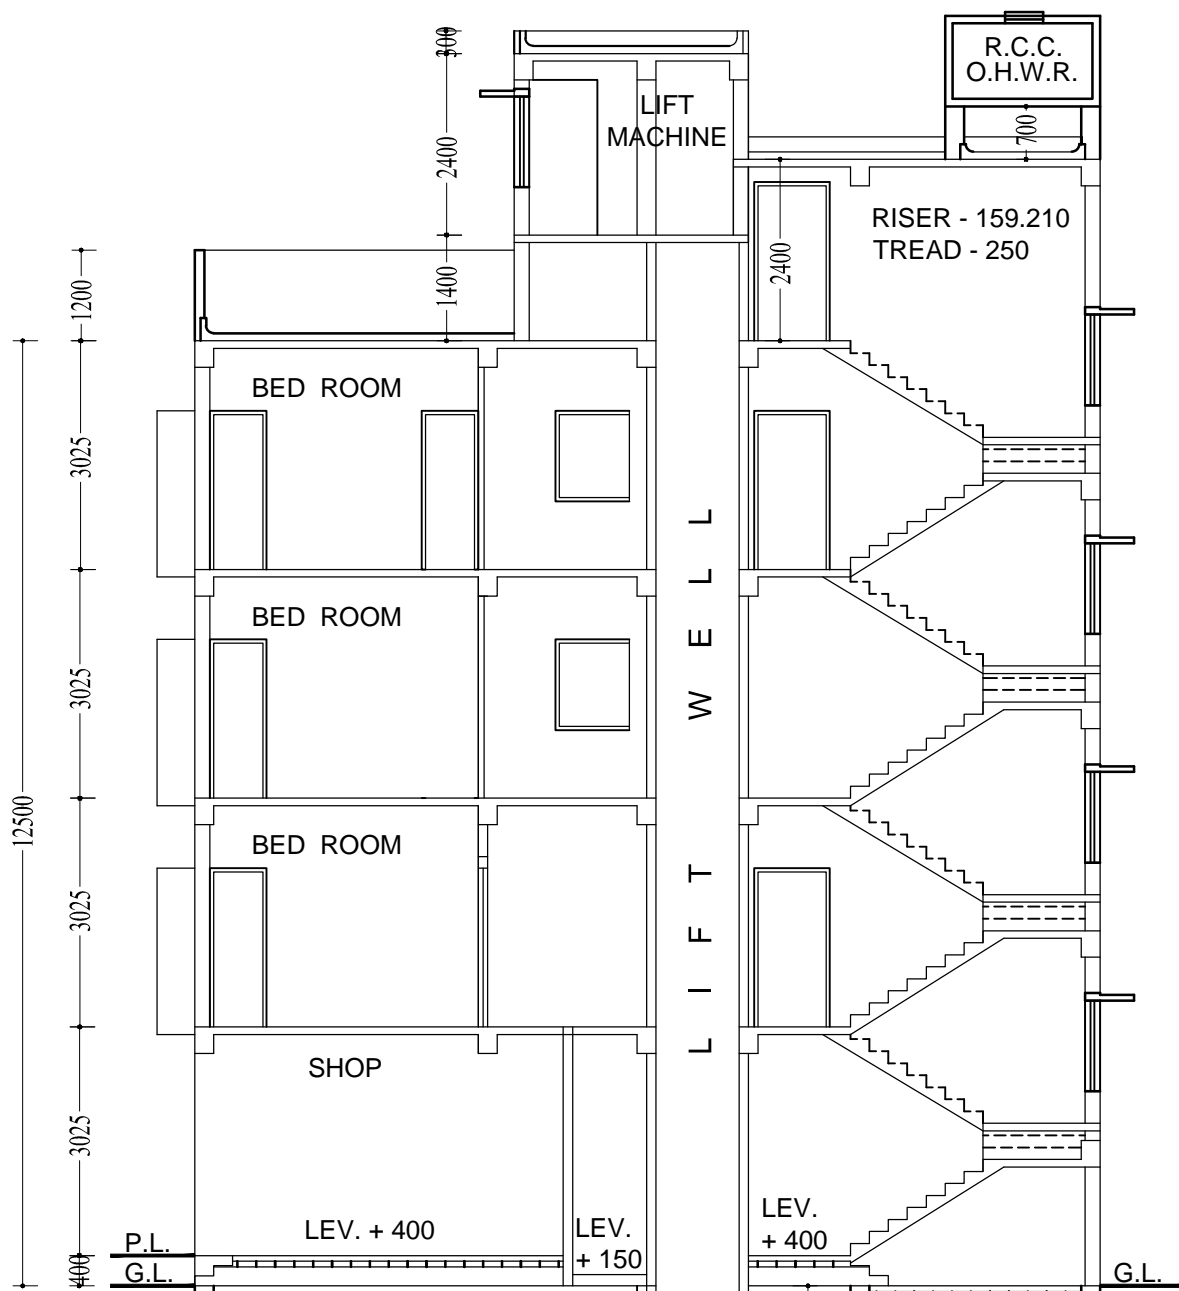 300
R.C.C.
O.H.W.R.
LIFT
MACHINE
700
2400
RISER - 159.210
TREAD - 250
2400
1400
1200
BED  ROOM
3025
BED  ROOM
3025
LIFT WELL
12500
BED  ROOM
3025
SHOP
3025
LEV. + 400
LEV.
+ 150
LEV.
+ 400
P.L.
400
G.L.
G.L.